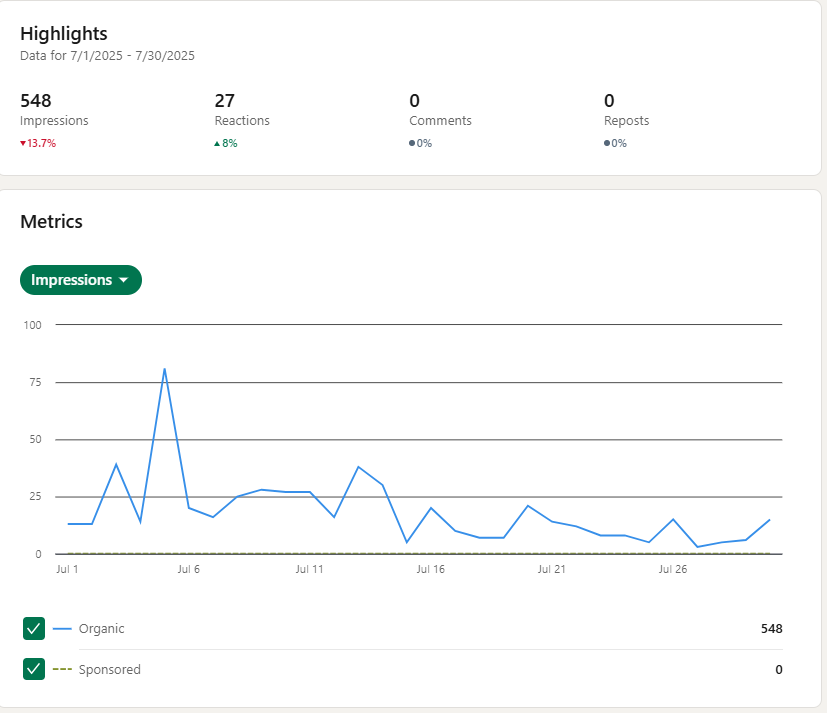 Highlights
Data for 7/1/2025 - 7/30/2025
548 27 0 0
Impressions Reactions Comments Reposts
▾13.7% ▴8% ●0% ●0%
Metrics
Impressions
100
75
50
25
0
Jul 1 Jul 6 Jul 11 Jul 16 Jul 21 Jul 26
Organic 548
Sponsored 0